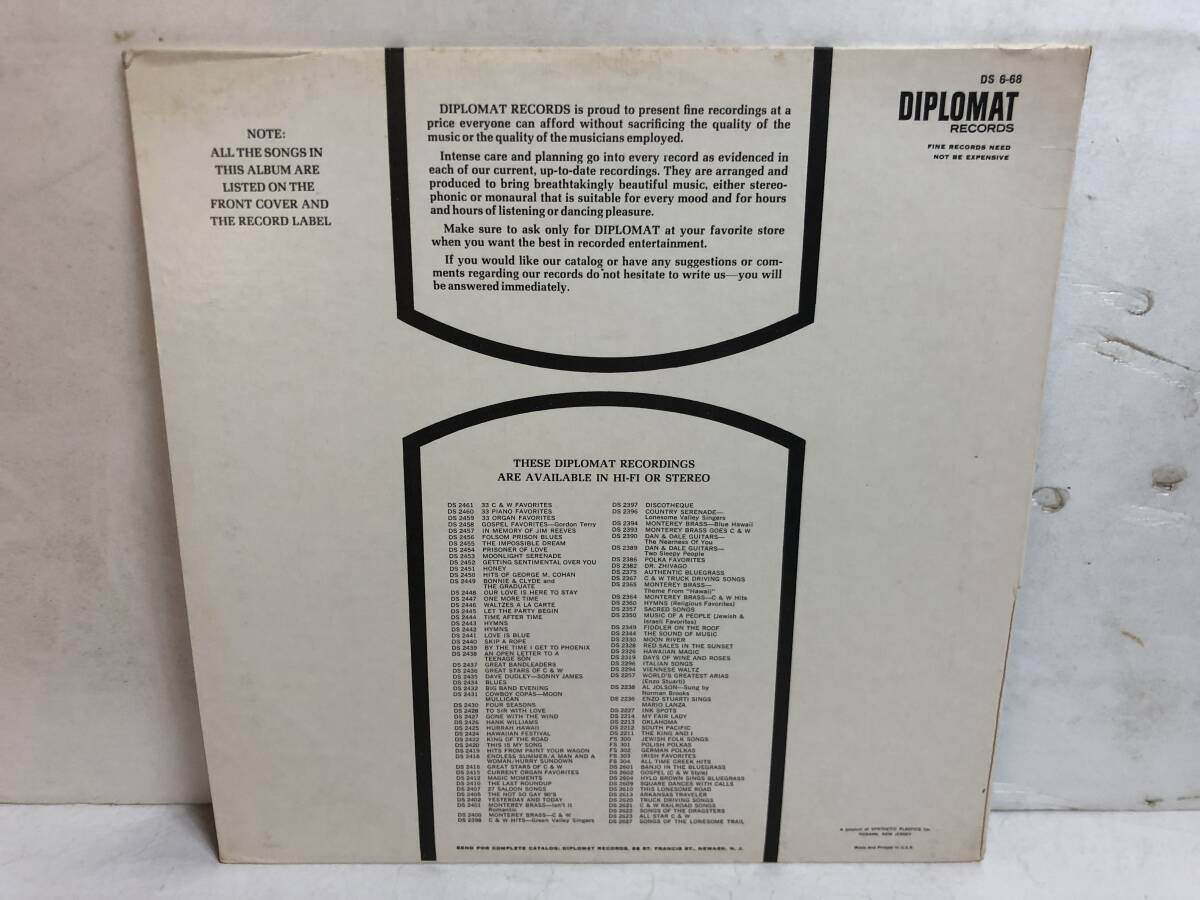 DS 6-68
DIPLOMAT
RECORDS
FINE RECORDS NEED
NOT BE EXPENSIVE
NOTE:
ALL THE SONGS IN
THIS ALBUM ARE
LISTED ON THE
FRONT COVER AND
THE RECORD LABEL
DIPLOMAT RECORDS is proud to present fine recordings at a
price everyone can afford without sacrificing the quality of the
music or the quality of the musicians employed.
Intense care and planning go into every record as evidenced in
each of our current, up-to-date recordings. They are arranged and
produced to bring breathtakingly beautiful music, either stereo-
phonic or monaural that is suitable for every mood and for hours
and hours of listening or dancing pleasure.
Make sure to ask only for DIPLOMAT at your favorite store
when you want the best in recorded entertainment.
If you would like our catalog or have any suggestions or com-
ments regarding our records do not hesitate to write us—you will
be answered immediately.
THESE DIPLOMAT RECORDINGS
ARE AVAILABLE IN HI-FI OR STEREO
DS 2461 33 C & W FAVORITES
DS 2460 33 PIANO FAVORITES
DS 2459 33 ORGAN FAVORITES
DS 2458 GOSPEL FAVORITES—Gordon Terry
DS 2457 IN MEMORY OF JIM REEVES
DS 2456 FOLSOM PRISON BLUES
DS 2455 THE IMPOSSIBLE DREAM
DS 2454 PRISONER OF LOVE
DS 2453 MOONLIGHT SERENADE
DS 2452 GETTING SENTIMENTAL OVER YOU
DS 2451 HONEY
DS 2450 HITS OF GEORGE M. COHAN
DS 2449 BONNIE & CLYDE and
THE GRADUATE
DS 2448 OUR LOVE IS HERE TO STAY
DS 2447 ONE MORE TIME
DS 2446 WALTZES A LA CARTE
DS 2445 LET THE PARTY BEGIN
DS 2444 TIME AFTER TIME
DS 2443 HYMNS
DS 2442 HYMNS
DS 2441 LOVE IS BLUE
DS 2440 SKIP A ROPE
DS 2439 BY THE TIME I GET TO PHOENIX
DS 2438 AN OPEN LETTER TO A
TEENAGE SON
DS 2437 GREAT BANDLEADERS
DS 2436 GREAT STARS OF C & W
DS 2435 DAVE DUDLEY—SONNY JAMES
DS 2434 BLUES
DS 2432 BIG BAND EVENING
DS 2431 COWBOY COPAS—MOON
MULLICAN
DS 2430 FOUR SEASONS
DS 2428 TO SIR WITH LOVE
DS 2427 GONE WITH THE WIND
DS 2426 HANK WILLIAMS
DS 2425 HURRAH HAWAII
DS 2424 HAWAIIAN FESTIVAL
DS 2422 KING OF THE ROAD
DS 2420 THIS IS MY SONG
DS 2419 HITS FROM PAINT YOUR WAGON
DS 2418 ENDLESS SUMMER/A MAN AND A
WOMAN/HURRY SUNDOWN
DS 2416 GREAT STARS OF C & W
DS 2415 CURRENT ORGAN FAVORITES
DS 2412 MAGIC MOMENTS
DS 2410 THE LAST ROUNDUP
DS 2407 27 SALOON SONGS
DS 2405 THE NOT SO GAY 90'S
DS 2402 YESTERDAY AND TODAY
DS 2401 MONTEREY BRASS—Isn't It
Romantic
DS 2400 MONTEREY BRASS—C & W
DS 2398 C & W HITS—Green Valley Singers
DS 2397 DISCOTHEQUE
DS 2396 COUNTRY SERENADE—
Lonesome Valley Singers
DS 2394 MONTEREY BRASS—Blue Hawaii
DS 2393 MONTEREY BRASS GOES C & W
DS 2390 DAN & DALE GUITARS—
The Nearness Of You
DS 2389 DAN & DALE GUITARS—
Two Sleepy People
DS 2386 POLKA FAVORITES
DS 2382 DR. ZHIVAGO
DS 2375 AUTHENTIC BLUEGRASS
DS 2367 C & W TRUCK DRIVING SONGS
DS 2365 MONTEREY BRASS—
Theme From "Hawaii"
DS 2364 MONTEREY BRASS—C & W Hits
DS 2360 HYMNS (Religious Favorites)
DS 2357 SACRED SONGS
DS 2350 MUSIC OF A PEOPLE (Jewish &
Israeli Favorites)
DS 2349 FIDDLER ON THE ROOF
DS 2344 THE SOUND OF MUSIC
DS 2330 MOON RIVER
DS 2328 RED SALES IN THE SUNSET
DS 2326 HAWAIIAN MAGIC
DS 2319 DAYS OF WINE AND ROSES
DS 2296 ITALIAN SONGS
DS 2294 VIENNESE WALTZ
DS 2257 WORLD'S GREATEST ARIAS
(Enzo Stuarti)
DS 2238 AL JOLSON—Sung by
Norman Brooks
DS 2236 ENZO STUARTI SINGS
MARIO LANZA
DS 2227 INK SPOTS
DS 2214 MY FAIR LADY
DS 2213 OKLAHOMA
DS 2212 SOUTH PACIFIC
DS 2211 THE KING AND I
FS 300 JEWISH FOLK SONGS
FS 301 POLISH POLKAS
FS 302 GERMAN POLKAS
FS 303 IRISH FAVORITES
FS 304 ALL TIME GREEK HITS
DS 2601 BANJO IN THE BLUEGRASS
DS 2602 GOSPEL (C & W Style)
DS 2604 HYLO BROWN SINGS BLUEGRASS
DS 2609 SQUARE DANCES WITH CALLS
DS 2610 THIS LONESOME ROAD
DS 2613 ARKANSAS TRAVELER
DS 2620 TRUCK DRIVING SONGS
DS 2621 C & W RAILROAD SONGS
DS 2622 SONGS OF THE DRAGSTERS
DS 2623 ALL STAR C & W
DS 2627 SONGS OF THE LONESOME TRAIL
SEND FOR COMPLETE CATALOG: DIPLOMAT RECORDS, 66 ST. FRANCIS ST., NEWARK, N. J.
A product of SYNTHETIC PLASTICS Co.
NEWARK, NEW JERSEY
Made and Printed in U.S.A.